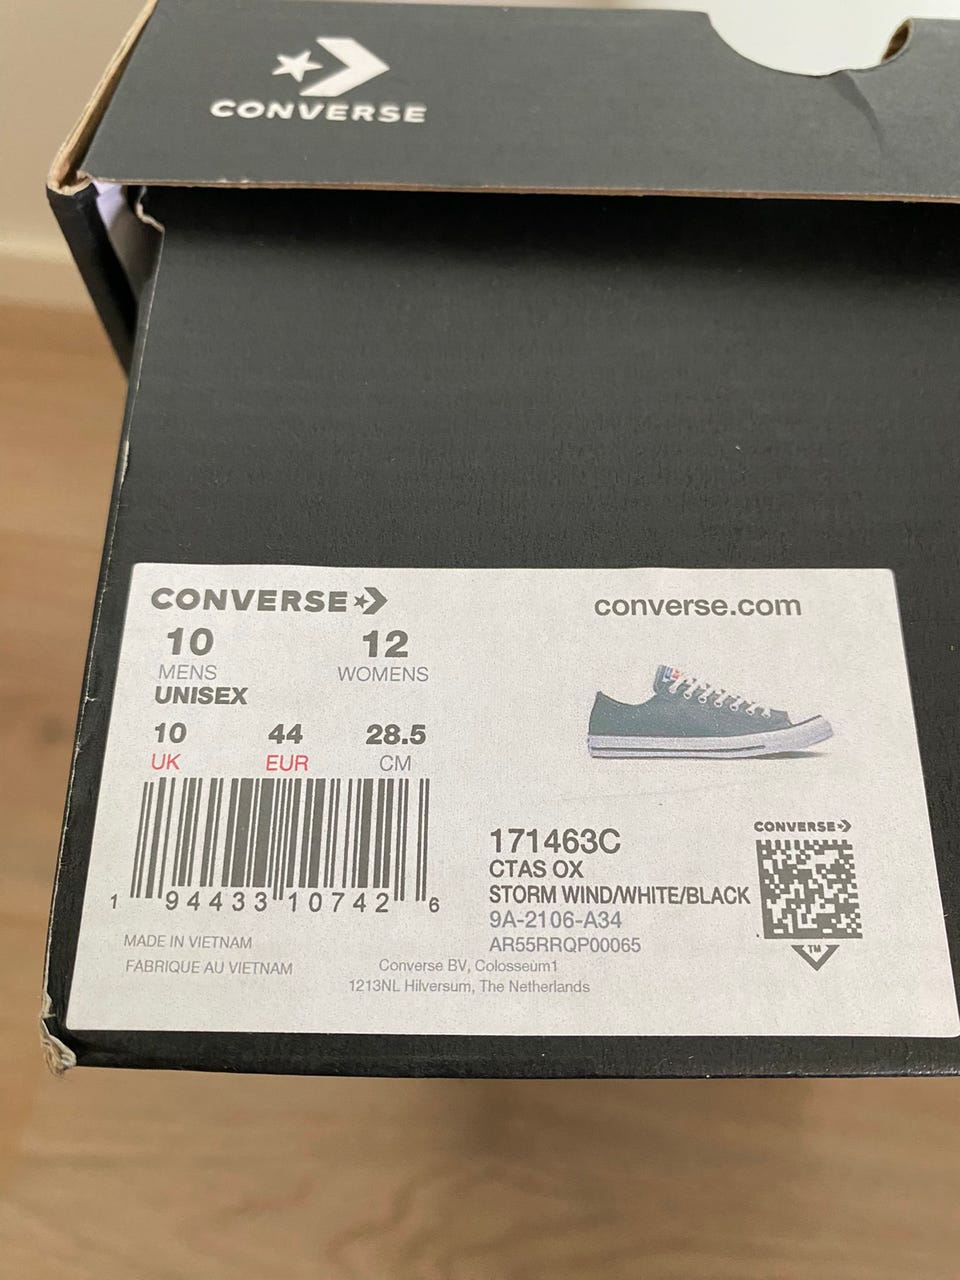 CONVERSE
CONVERSE
converse.com
10 12
MENS WOMENS
UNISEX
10 44 28.5
UK EUR CM
1 94433 10742 6
171463C
CTAS OX
STORM WIND/WHITE/BLACK
9A-2106-A34
AR55RRQP00065
CONVERSE
TM
MADE IN VIETNAM
FABRIQUE AU VIETNAM
Converse BV, Colosseum1
1213NL Hilversum, The Netherlands